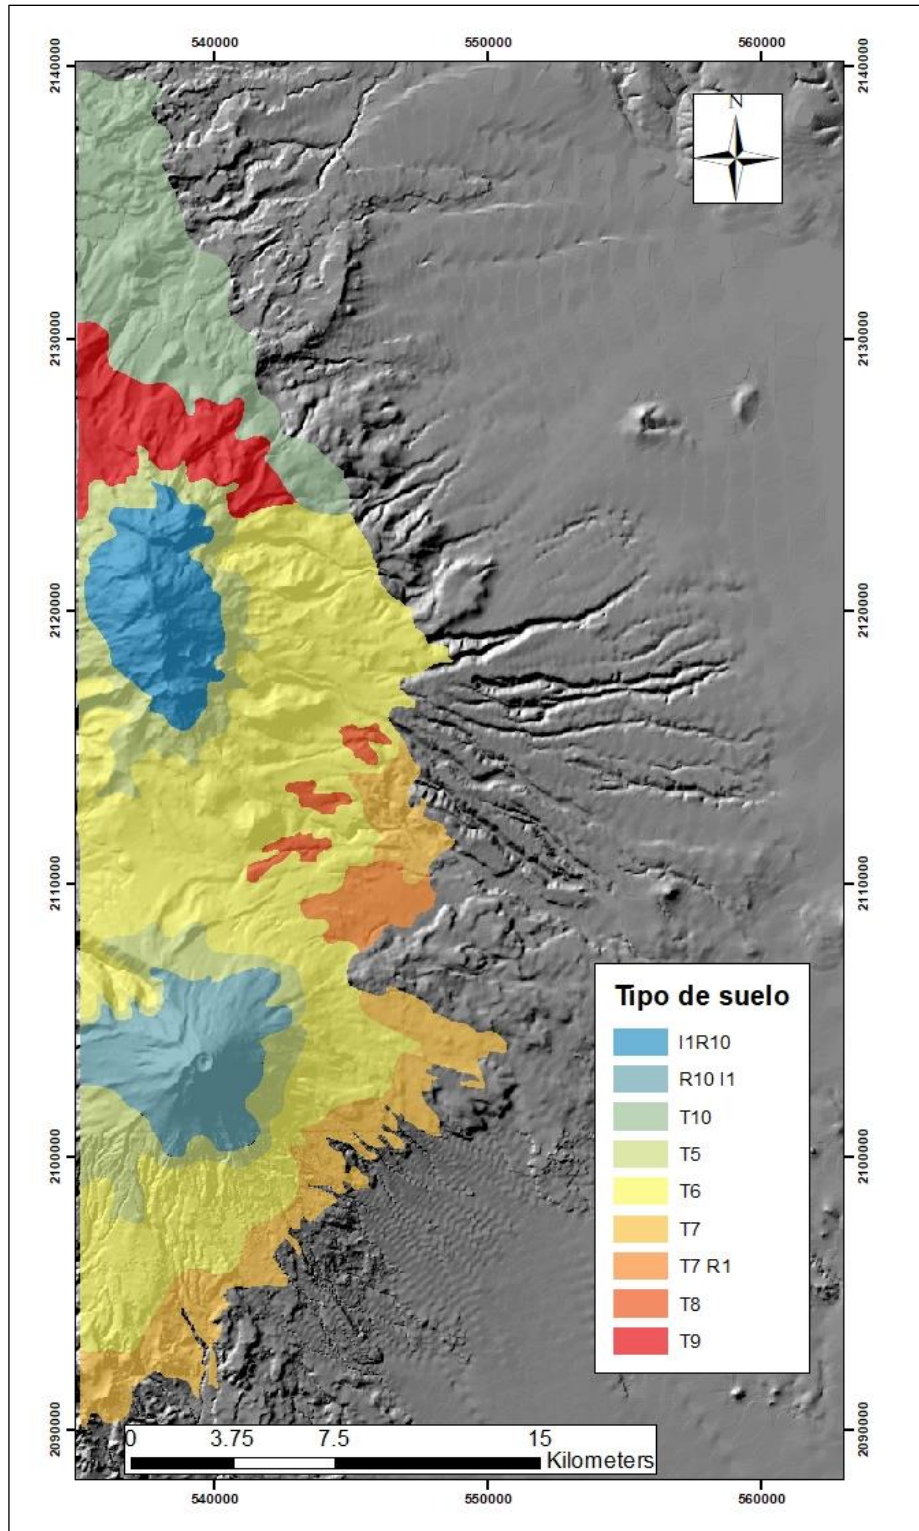 540000 550000 560000
2140000 2140000
N
2130000 2130000
2120000 2120000
2110000 2110000
Tipo de suelo
I1R10
R10 I1
T10
T5
T6
T7
T7 R1
T8
T9
2100000 2100000
2090000 2090000
0 3.75 7.5 15
Kilometers
540000 550000 560000